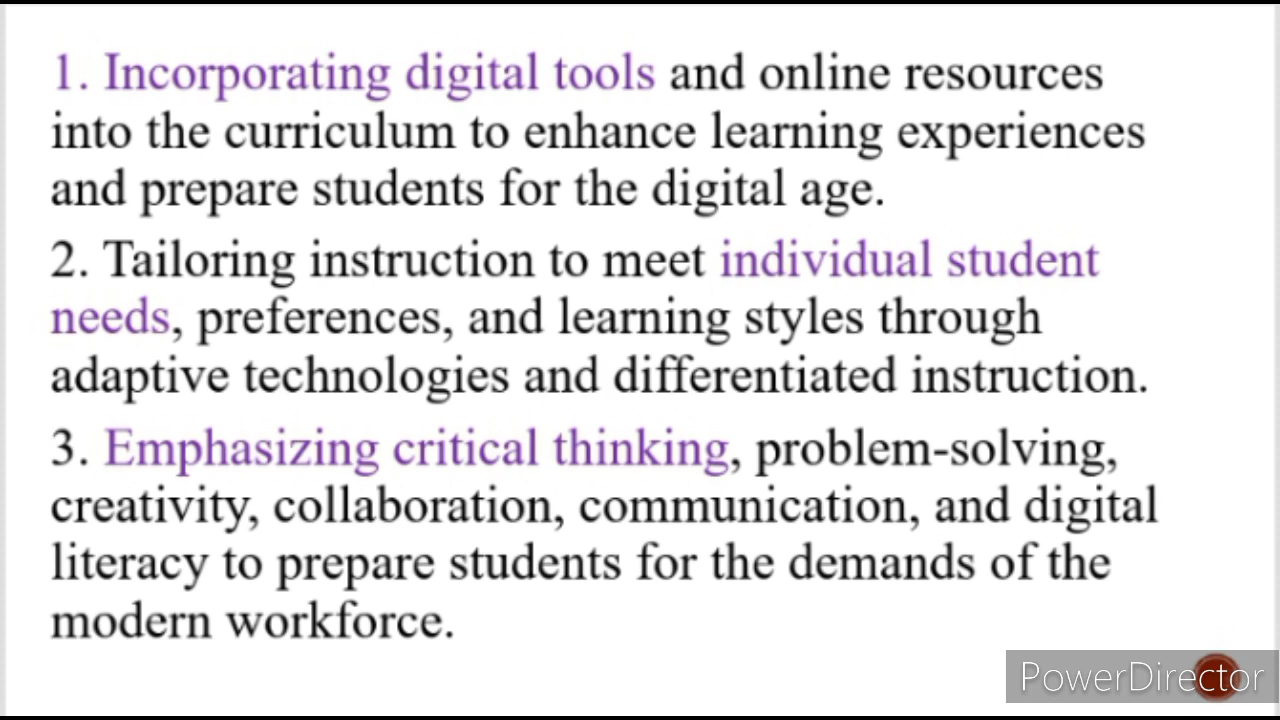 1. Incorporating digital tools and online resources
into the curriculum to enhance learning experiences
and prepare students for the digital age.
2. Tailoring instruction to meet individual student
needs, preferences, and learning styles through
adaptive technologies and differentiated instruction.
3. Emphasizing critical thinking, problem-solving,
creativity, collaboration, communication, and digital
literacy to prepare students for the demands of the
modern workforce.
PowerDirector